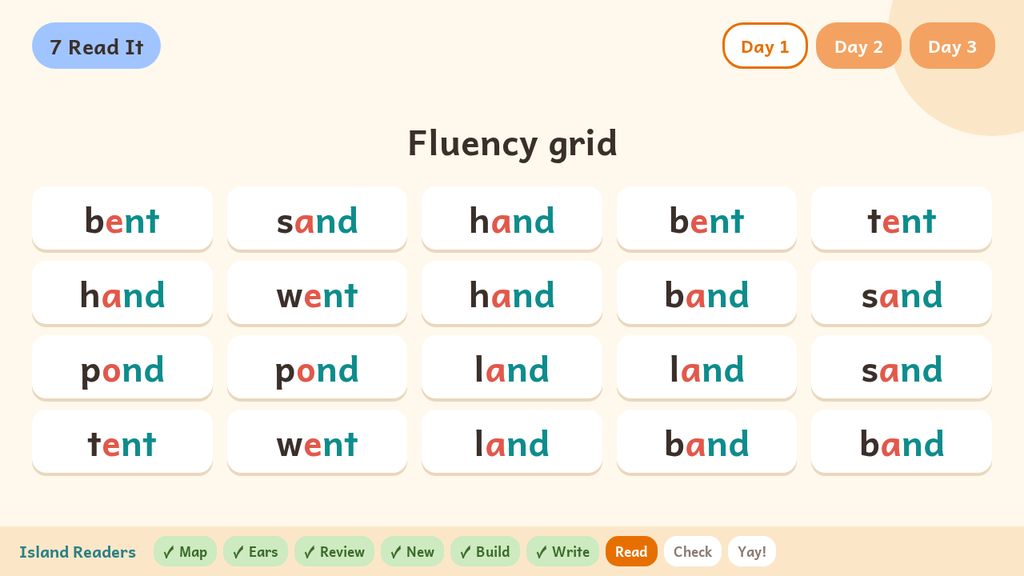 7 Read It
Day 1 Day 2 Day 3
Fluency grid
bent sand hand bent tent
hand went hand band sand
pond pond land land sand
tent went land band band
Island Readers ✓ Map ✓ Ears ✓ Review ✓ New ✓ Build ✓ Write Read Check Yay!